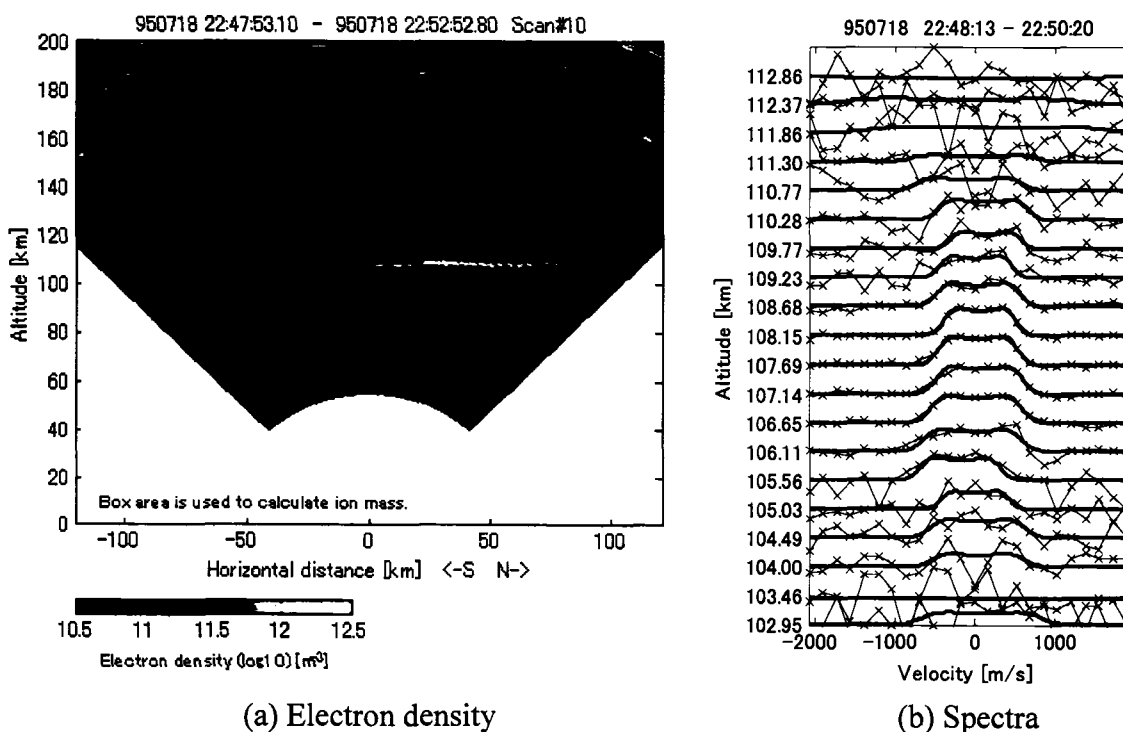 950718 22:47:53.10 - 950718 22:52:52.80 Scan#10
200
180
160
140
120
100
80
60
40
20
0
Altitude [km]
Box area is used to calculate ion mass.
-100 -50 0 50 100
Horizontal distance [km] <-S N->
10.5 11 11.5 12 12.5
Electron density (log10) [m³]
(a) Electron density
950718 22:48:13 - 22:50:20
112.86
112.37
111.86
111.30
110.77
110.28
109.77
109.23
108.68
108.15
107.69
107.14
106.65
106.11
105.56
105.03
104.49
104.00
103.46
102.95
Altitude [km]
-2000 -1000 0 1000
Velocity [m/s]
(b) Spectra